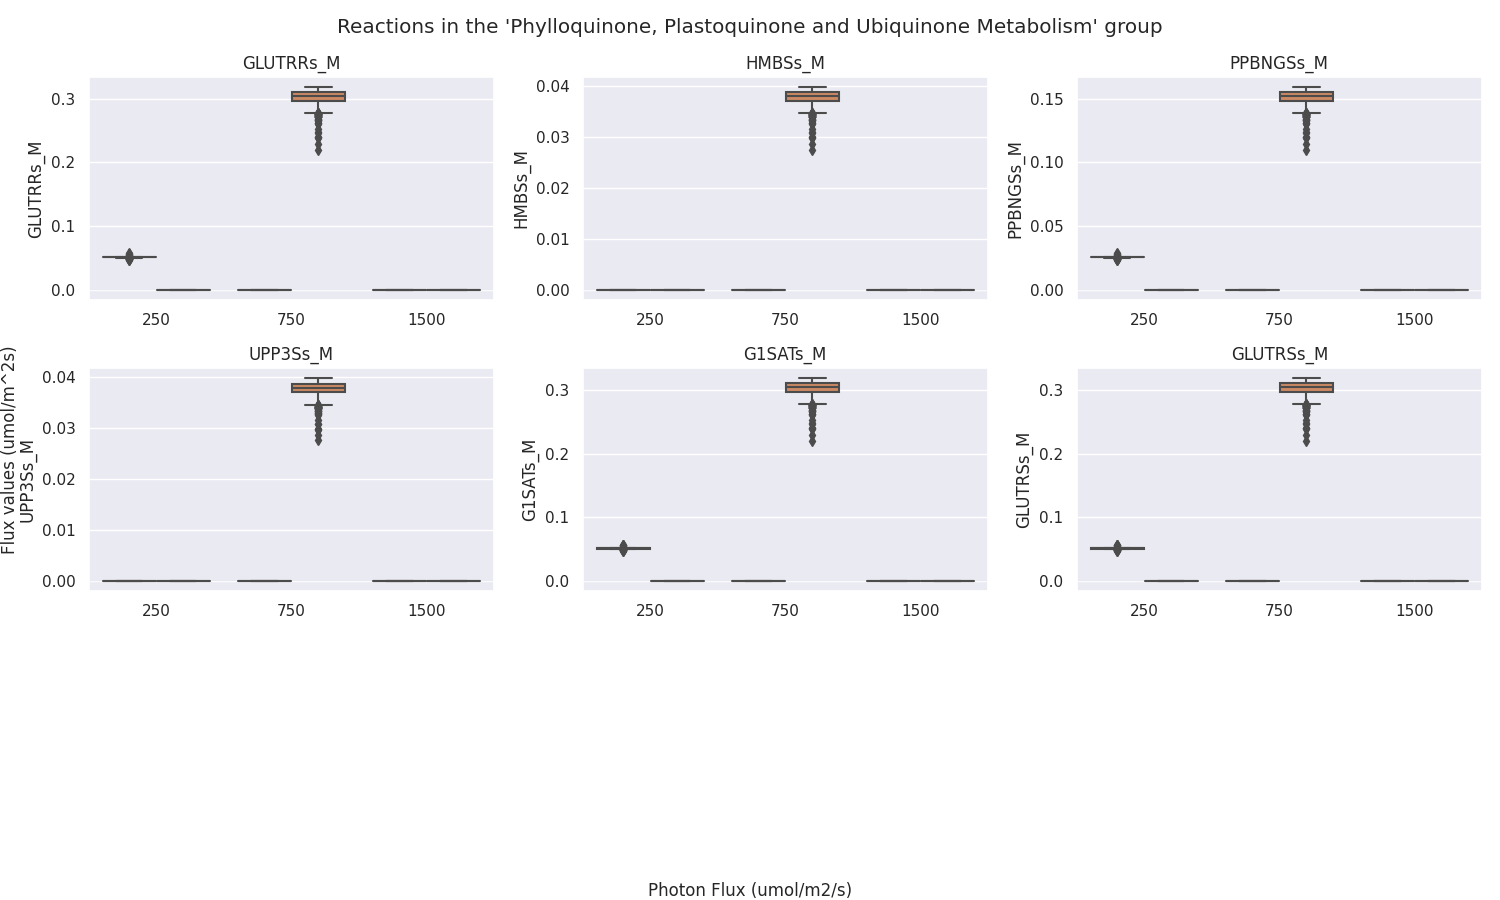 Reactions in the 'Phylloquinone, Plastoquinone and Ubiquinone Metabolism' group
GLUTRRs_M
GLUTRRs_M
0.3
0.2
0.1
0.0
250
750
1500
HMBSs_M
HMBSs_M
0.04
0.03
0.02
0.01
0.00
250
750
1500
PPBNGSs_M
PPBNGSs_M
0.15
0.10
0.05
0.00
250
750
1500
Flux values (umol/m^2s)
UPP3Ss_M
UPP3Ss_M
0.04
0.03
0.02
0.01
0.00
250
750
1500
G1SATs_M
G1SATs_M
0.3
0.2
0.1
0.0
250
750
1500
GLUTRSs_M
GLUTRSs_M
0.3
0.2
0.1
0.0
250
750
1500
Photon Flux (umol/m2/s)